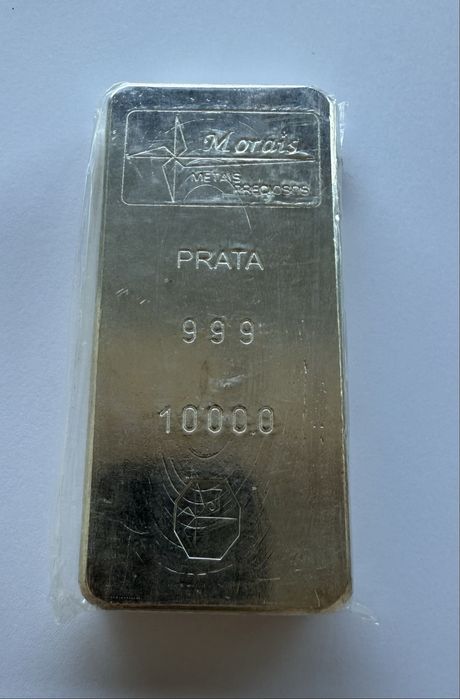 Morais
METAIS
PRECIOSOS
PRATA
999
1000.0